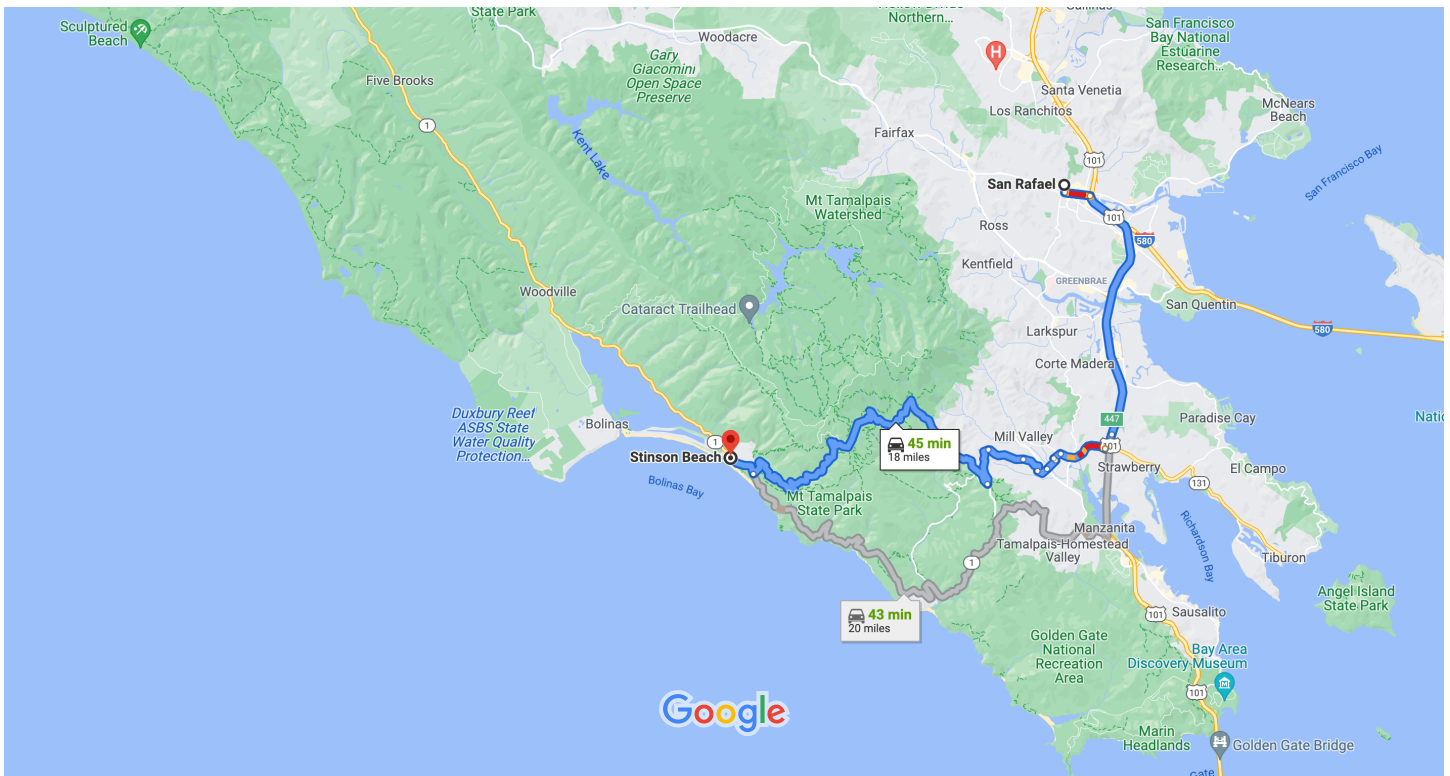 State Park
Northern...
San Francisco
Bay National
Estuarine
Research...
Sculptured
Beach
Woodacre
H
Gary
Giacomini
Open Space
Preserve
Five Brooks
Santa Venetia
Los Ranchitos
McNears
Beach
1
Kent Lake
Fairfax
101
San Francisco Bay
San Rafael
Mt Tamalpais
Watershed
101
Ross
580
Kentfield
GREENBRAE
Woodville
San Quentin
Cataract Trailhead
580
Larkspur
Corte Madera
Duxbury Reef
ASBS State
Water Quality
Protection...
Bolinas
447
Paradise Cay
Mill Valley
1
45 min
18 miles
101
Stinson Beach
Strawberry
El Campo
Bolinas Bay
131
Mt Tamalpais
State Park
Manzanita
Tamalpais-Homestead
Valley
Richardson Bay
Tiburon
1
Angel Island
State Park
43 min
20 miles
101
Sausalito
Golden Gate
National
Recreation
Area
Bay Area
Discovery Museum
101
Google
Marin
Headlands
Golden Gate Bridge
Gate